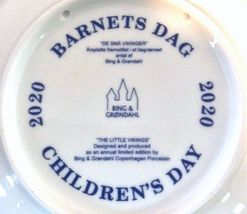 BARNETS DAG
"DE SMÅ VIKINGER"
Årsplatte fremstillet i et begrænset
antal af
Bing & Grøndahl
2020
2020
BING &
GRØNDAHL
"THE LITTLE VIKINGS"
Designed and produced
as an annual limited edition by
Bing & Grøndahl Copenhagen Porcelain
CHILDREN'S DAY